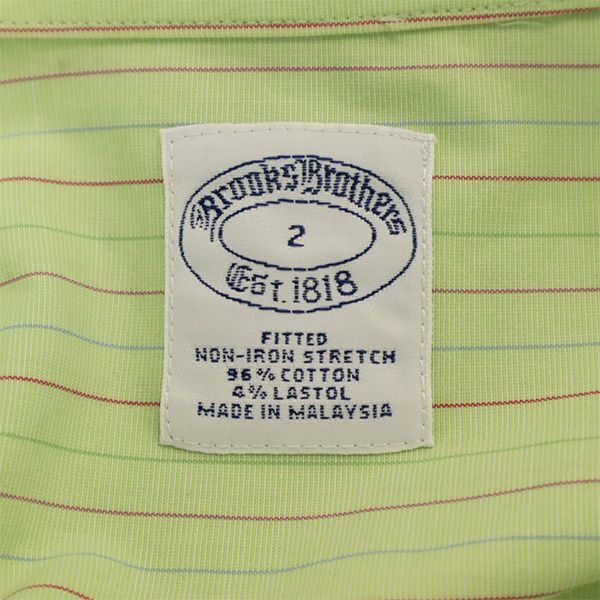 Brooks Brothers
2
Est. 1818
FITTED
NON-IRON STRETCH
96% COTTON
4% LASTOL
MADE IN MALAYSIA